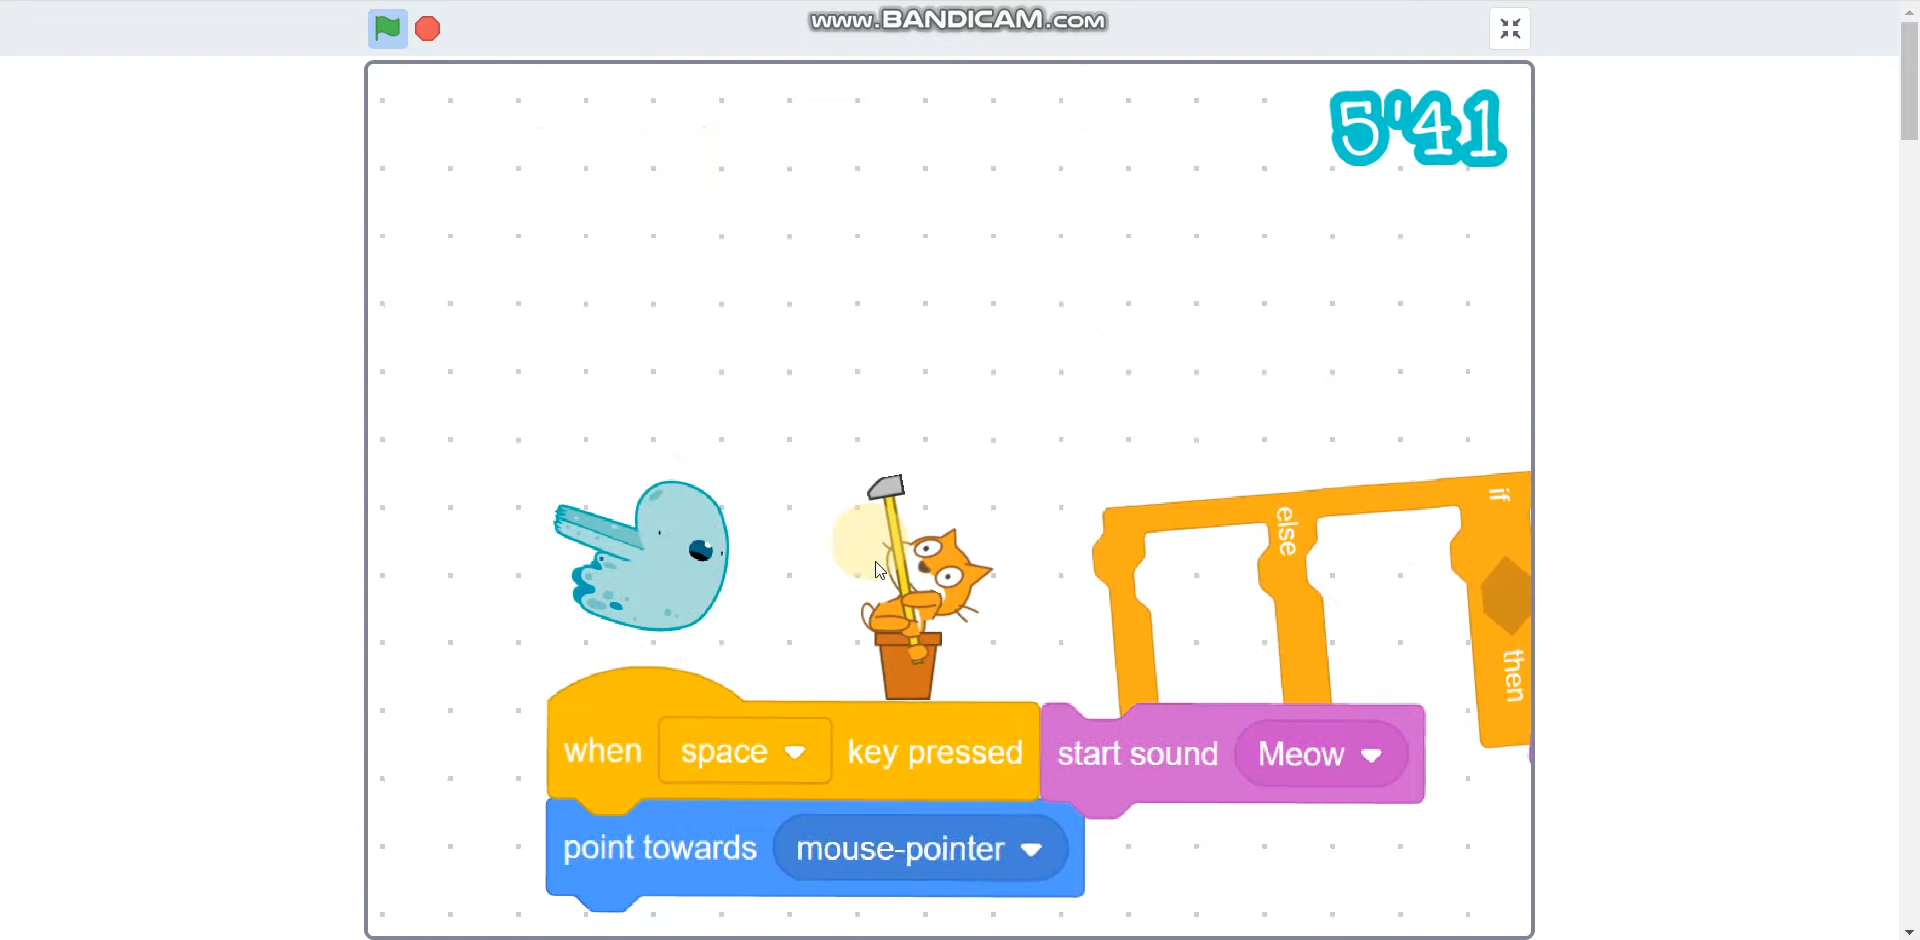 www.BANDICAM.com
5'41
if
else
then
when space key pressed
start sound Meow
point towards mouse-pointer